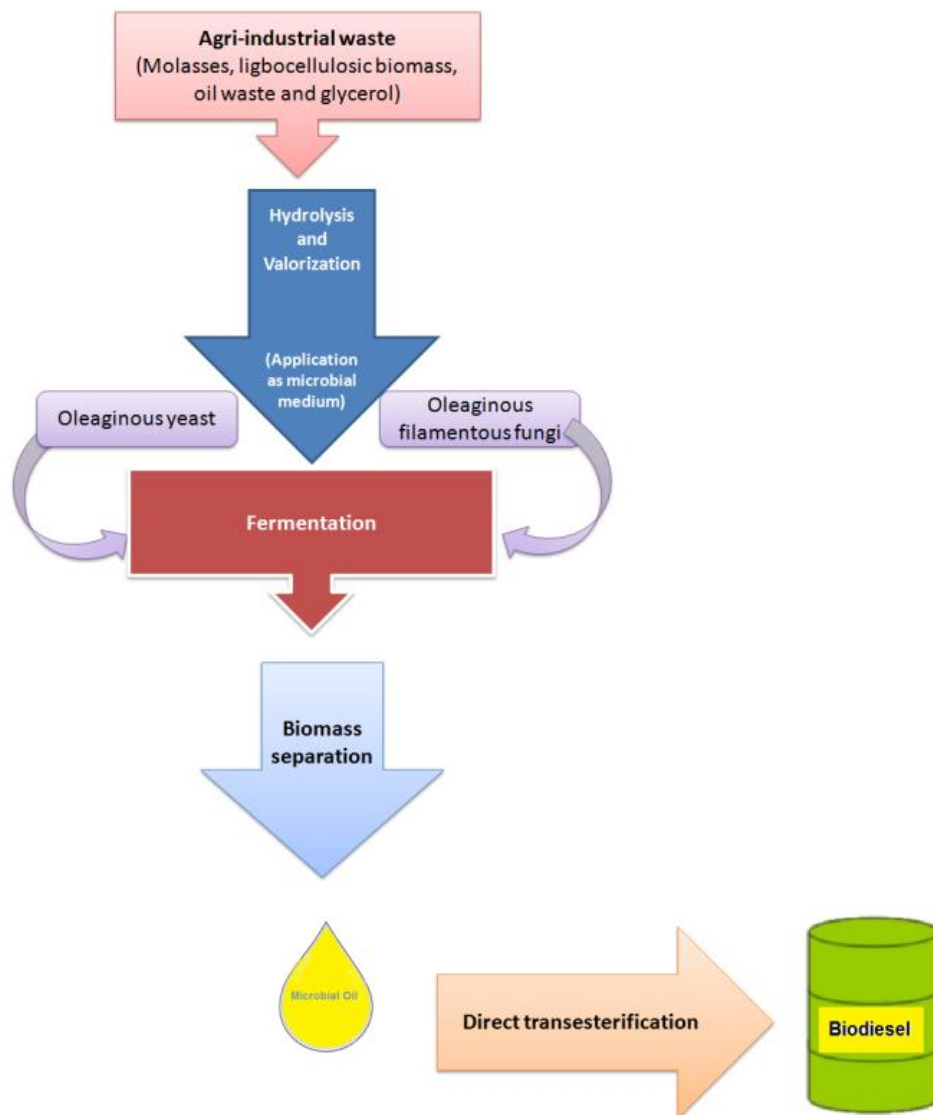 Agri-industrial waste
(Molasses, ligbocellulosic biomass,
oil waste and glycerol)
Hydrolysis
and
Valorization
(Application
as microbial
medium)
Oleaginous yeast
Oleaginous
filamentous fungi
Fermentation
Biomass
separation
Microbial Oil
Direct transesterification
Biodiesel